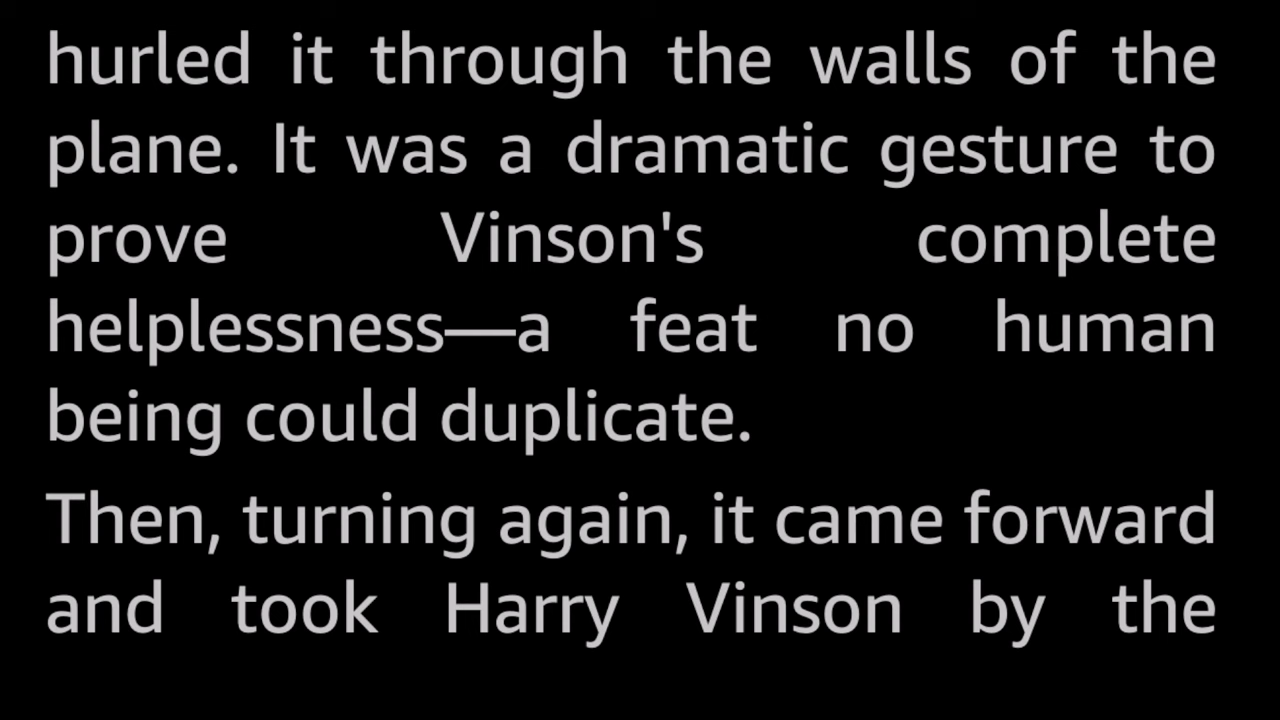 hurled it through the walls of the
plane. It was a dramatic gesture to
prove Vinson's complete
helplessness—a feat no human
being could duplicate.
Then, turning again, it came forward
and took Harry Vinson by the